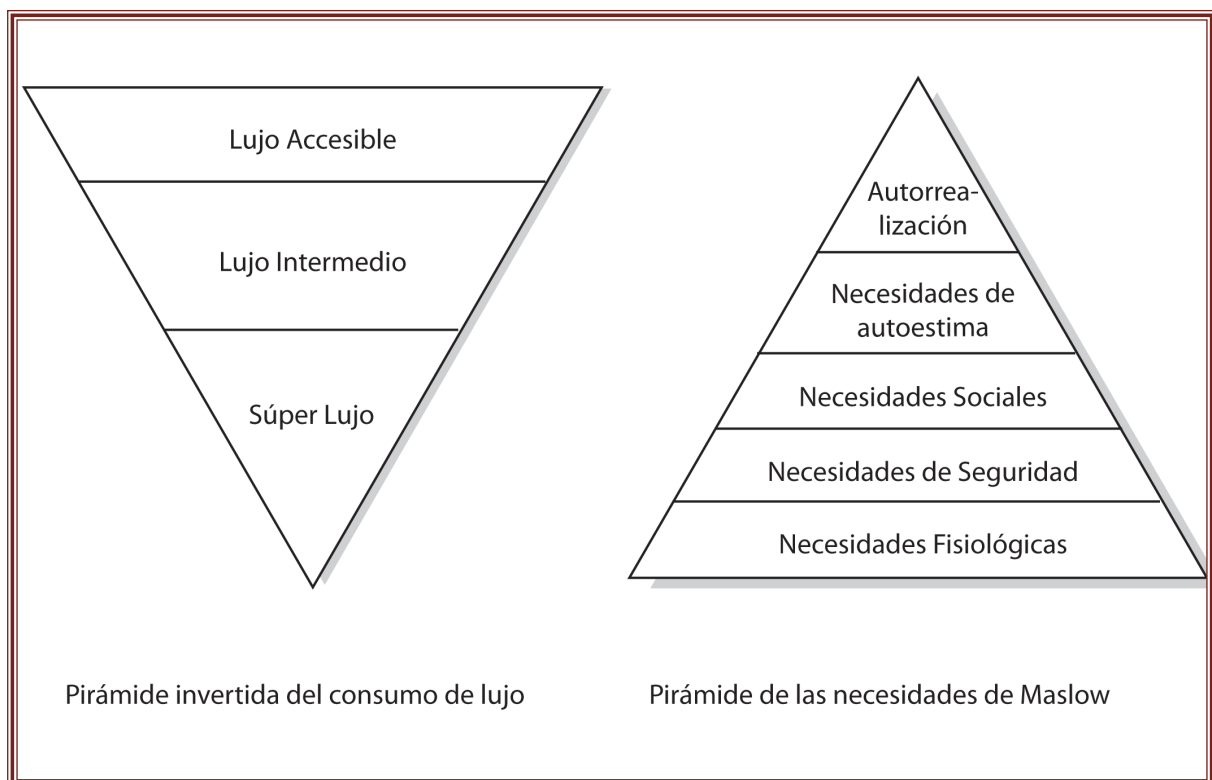 Lujo Accesible
Lujo Intermedio
Súper Lujo
Pirámide invertida del consumo de lujo
Autorrea-
lización
Necesidades de
autoestima
Necesidades Sociales
Necesidades de Seguridad
Necesidades Fisiológicas
Pirámide de las necesidades de Maslow